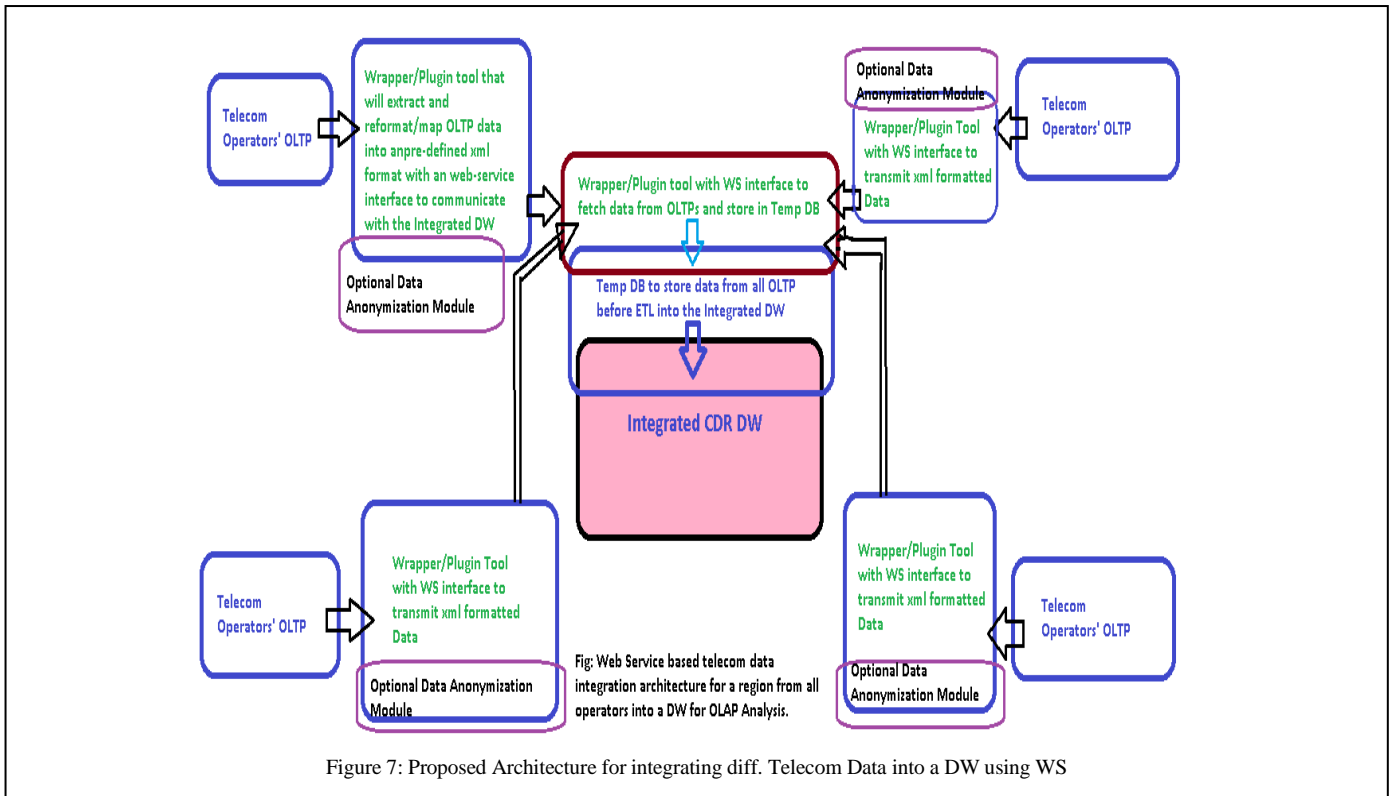 Telecom
Operators' OLTP
Wrapper/Plugin tool that
will extract and
reformat/map OLTP data
into anpre-defined xml
format with an web-service
interface to communicate
with the Integrated DW
Optional Data
Anonymization Module
Wrapper/Plugin tool with WS interface to
fetch data from OLTPs and store in Temp DB
Temp DB to store data from all OLTP
before ETL into the Integrated DW
Integrated CDR DW
Optional Data
Anonymization Module
Wrapper/Plugin Tool
with WS interface to
transmit xml formatted
Data
Telecom
Operators' OLTP
Telecom
Operators' OLTP
Wrapper/Plugin Tool
with WS interface to
transmit xml formatted
Data
Optional Data Anonymization
Module
Fig: Web Service based telecom data
integration architecture for a region from all
operators into a DW for OLAP Analysis.
Wrapper/Plugin Tool
with WS interface to
transmit xml formatted
Data
Optional Data
Anonymization Module
Telecom
Operators' OLTP
Figure 7: Proposed Architecture for integrating diff. Telecom Data into a DW using WS